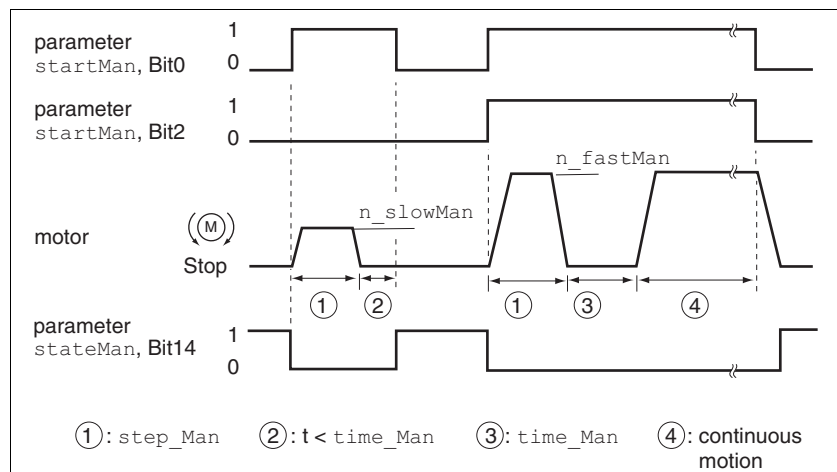 parameter 1
startMan, Bit0 0
parameter 1
startMan, Bit2 0
n_fastMan
n_slowMan
motor M
Stop
1 2 1 3 4
parameter 1
stateMan, Bit14 0
1: step_Man 2: t < time_Man 3: time_Man 4: continuous
motion